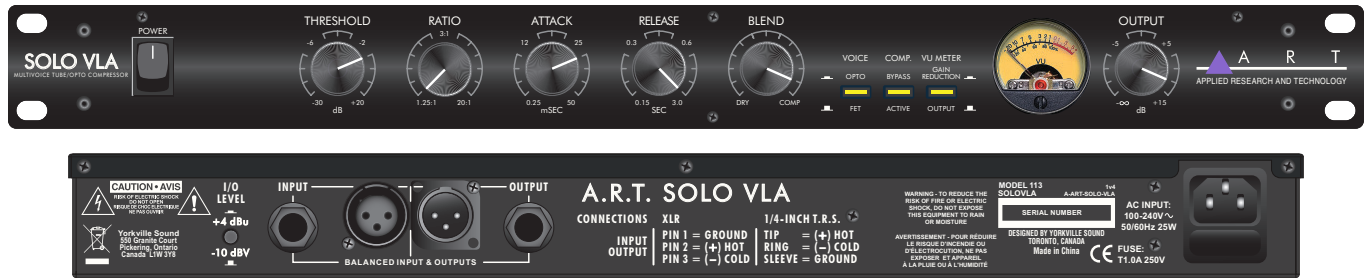 SOLO VLA
MULTIVOICE TUBE/OPTO COMPRESSOR
POWER
THRESHOLD
-6 -2
-30 +20
dB
RATIO
3:1
1.25:1 20:1
ATTACK
12 25
0.25 50
mSEC
RELEASE
0.3 0.6
0.15 3.0
SEC
BLEND
DRY COMP
VOICE COMP. VU METER
OPTO BYPASS GAIN
REDUCTION
FET ACTIVE OUTPUT
VU
OUTPUT
-5 +5
-∞ +15
dB
A R T
APPLIED RESEARCH AND TECHNOLOGY
CAUTION • AVIS
RISK OF ELECTRIC SHOCK
DO NOT OPEN
RISQUE DE CHOC ELECTRIQUE
NE PAS OUVRIR
Yorkville Sound
550 Granite Court
Pickering, Ontario
Canada L1W 3Y8
I/O
LEVEL
+4 dBu
-10 dBV
INPUT
OUTPUT
BALANCED INPUT & OUTPUTS
A.R.T. SOLO VLA
CONNECTIONS XLR 1/4-INCH T.R.S.
INPUT
OUTPUT
PIN 1 = GROUND
PIN 2 = (+) HOT
PIN 3 = (−) COLD
TIP = (+) HOT
RING = (−) COLD
SLEEVE = GROUND
WARNING - TO REDUCE THE
RISK OF FIRE OR ELECTRIC
SHOCK, DO NOT EXPOSE
THIS EQUIPMENT TO RAIN
OR MOISTURE
AVERTISSEMENT - POUR RÉDUIRE
LE RISQUE D'INCENDIE OU
D'ÉLECTROCUTION, NE PAS
EXPOSER ET APPAREIL
À LA PLUIE OU À L'HUMIDITÉ
MODEL 113 1v4
SOLOVLA A-ART-SOLO-VLA
SERIAL NUMBER
DESIGNED BY YORKVILLE SOUND
TORONTO, CANADA
Made in China
CE
AC INPUT:
100-240V~
50/60Hz 25W
FUSE:
T1.0A 250V